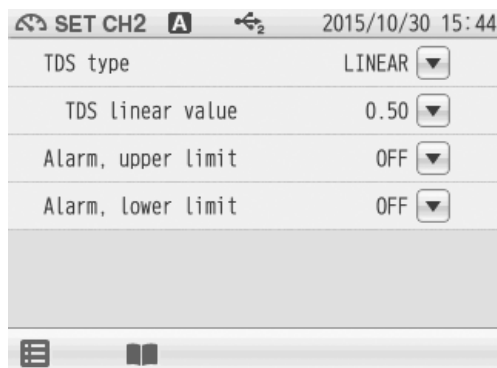 SET CH2 A 2 2015/10/30 15:44
TDS type LINEAR
TDS linear value 0.50
Alarm, upper limit OFF
Alarm, lower limit OFF